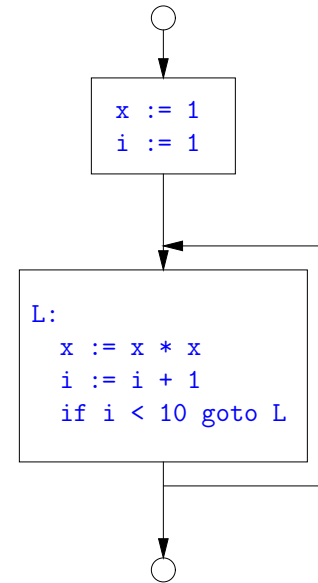 x := 1
i := 1
L:
x := x * x
i := i + 1
if i < 10 goto L